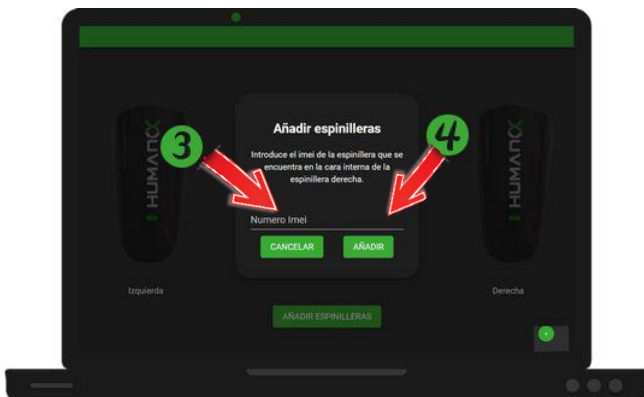 Añadir espinilleras
3
4
Introduce el imei de la espinillera que se
encuentra en la cara interna de la
espinillera derecha.
HUMANOX
HUMANOX
Numero Imei
CANCELAR
AÑADIR
Izquierda
Derecha
AÑADIR ESPINILLERAS